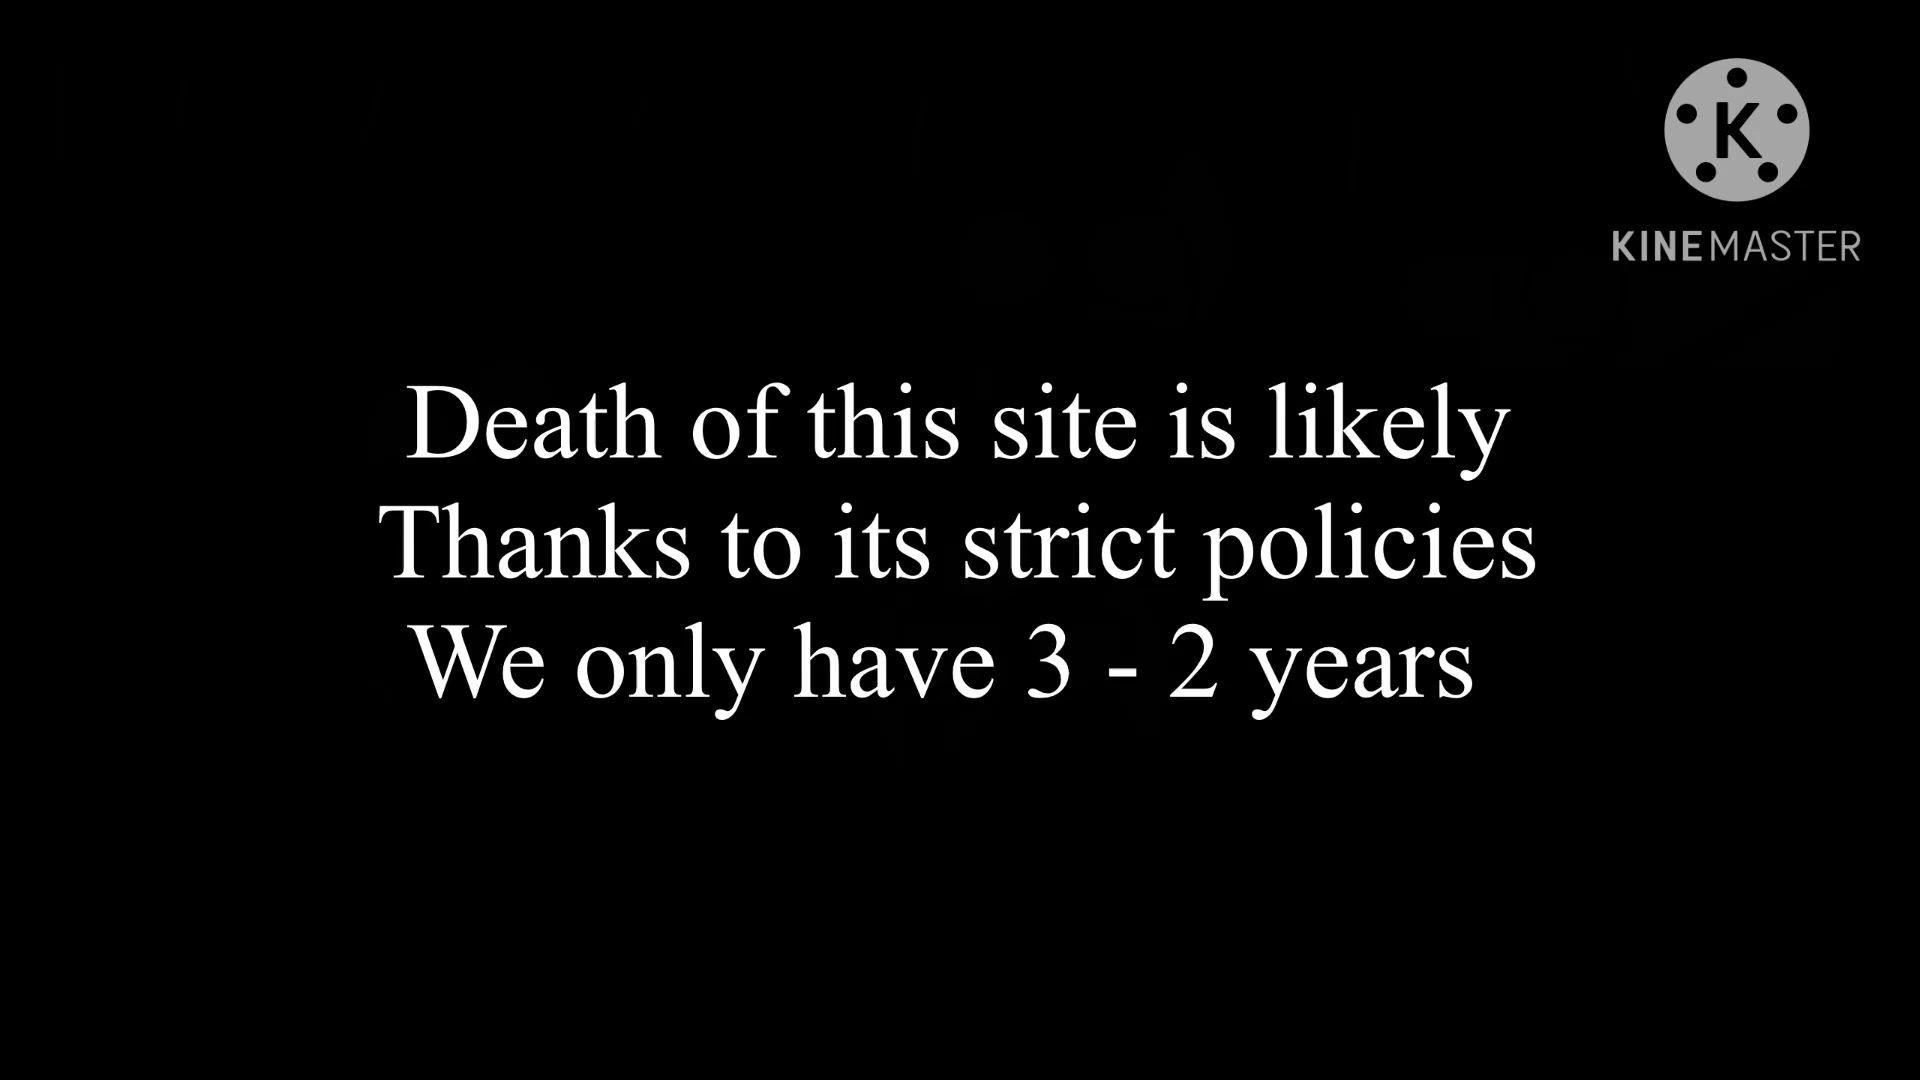 K
KINEMASTER
Death of this site is likely
Thanks to its strict policies
We only have 3 - 2 years